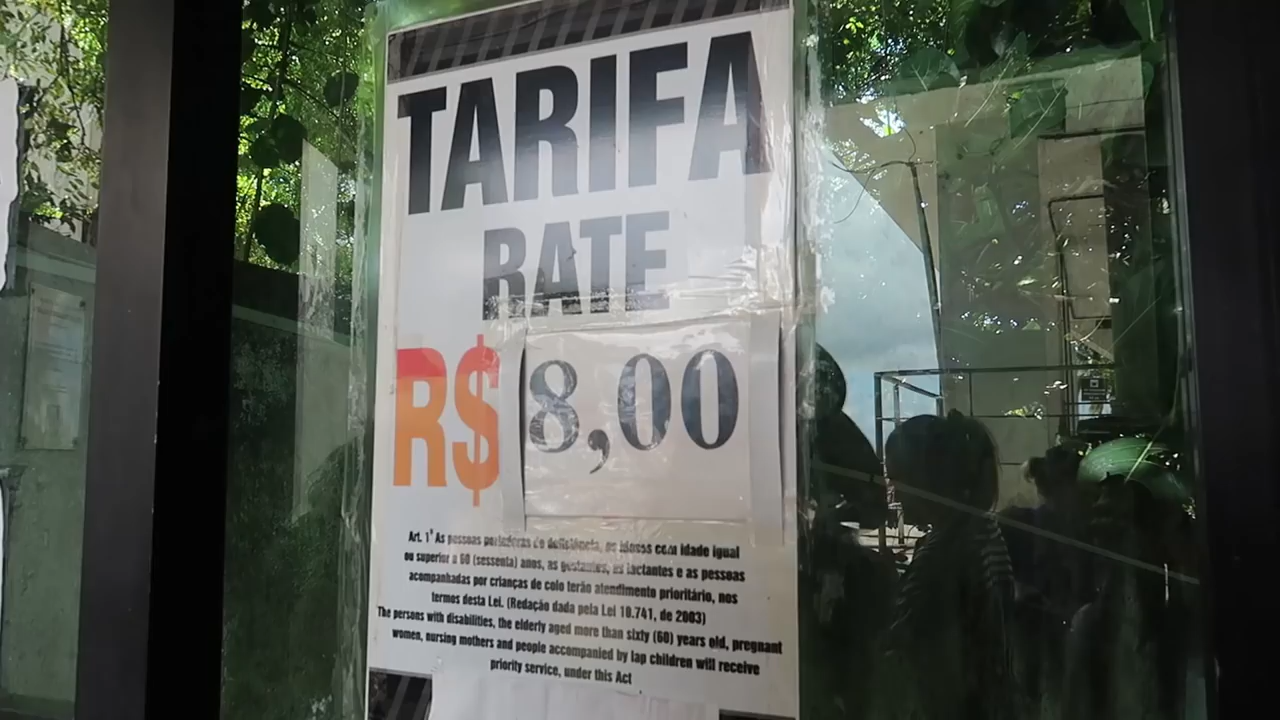 TARIFA
RATE
R$ 8,00
Art. 1º As pessoas portadoras de deficiência, os idosos com idade igual
ou superior a 60 (sessenta) anos, as gestantes, as lactantes e as pessoas
acompanhadas por crianças de colo terão atendimento prioritário, nos
termos desta Lei. (Redação dada pela Lei 10.741, de 2003)
The persons with disabilities, the elderly aged more than sixty (60) years old, pregnant
women, nursing mothers and people accompanied by lap children will receive
priority service, under this Act